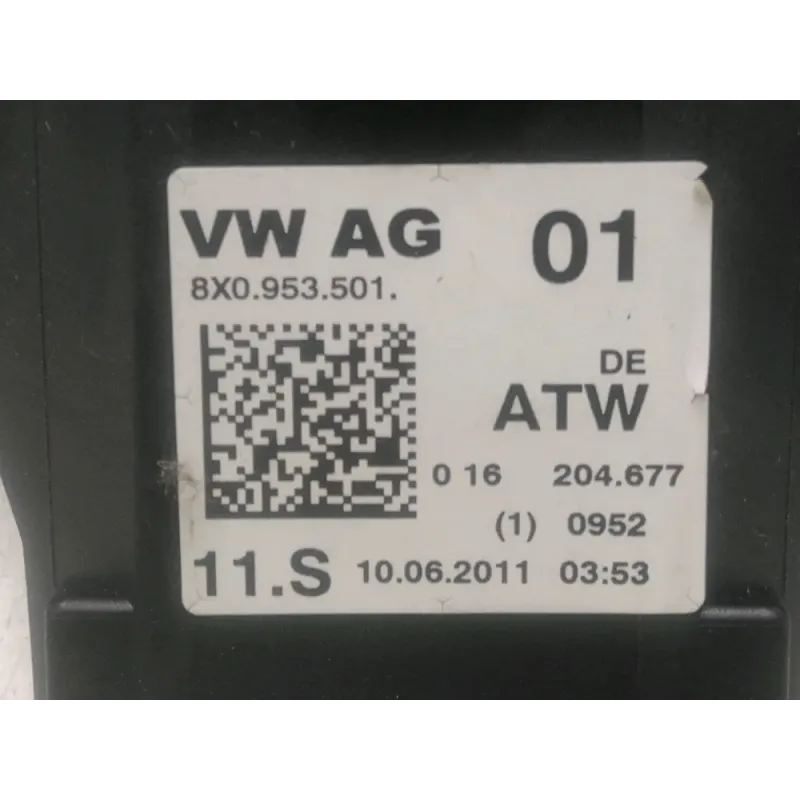 VW AG 01
8X0.953.501.
DE
ATW
0 16 204.677
(1) 0952
11.S 10.06.2011 03:53